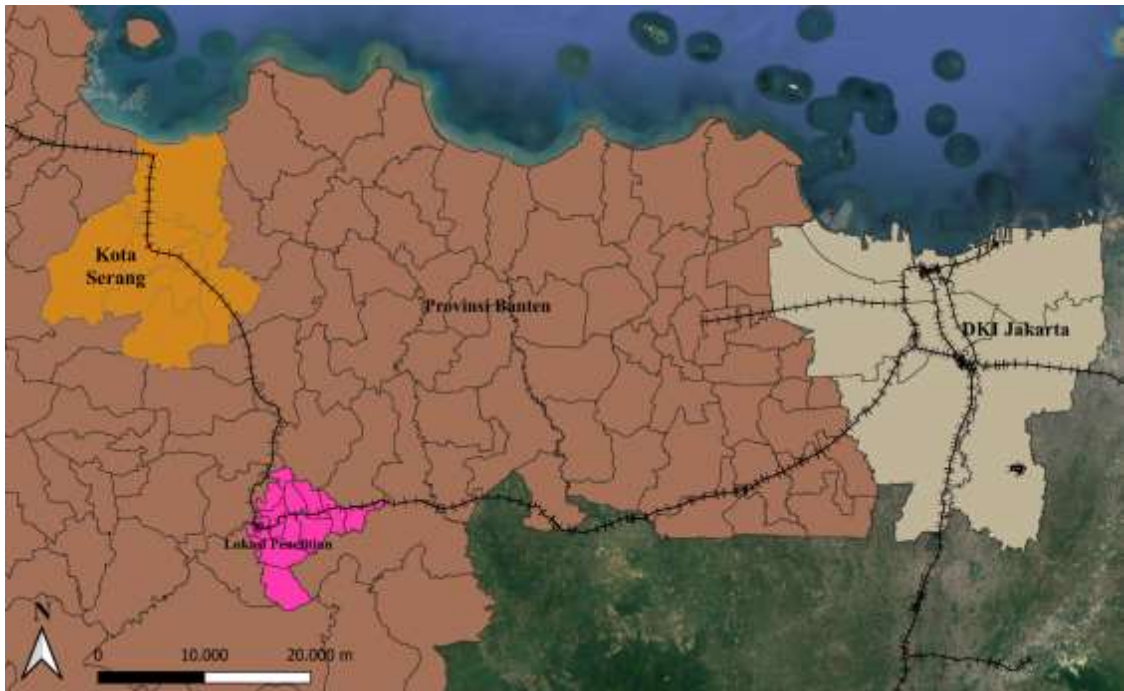 Kota
Serang
Provinsi Banten
DKI Jakarta
Lokasi Penelitian
N
0 10.000 20.000 m